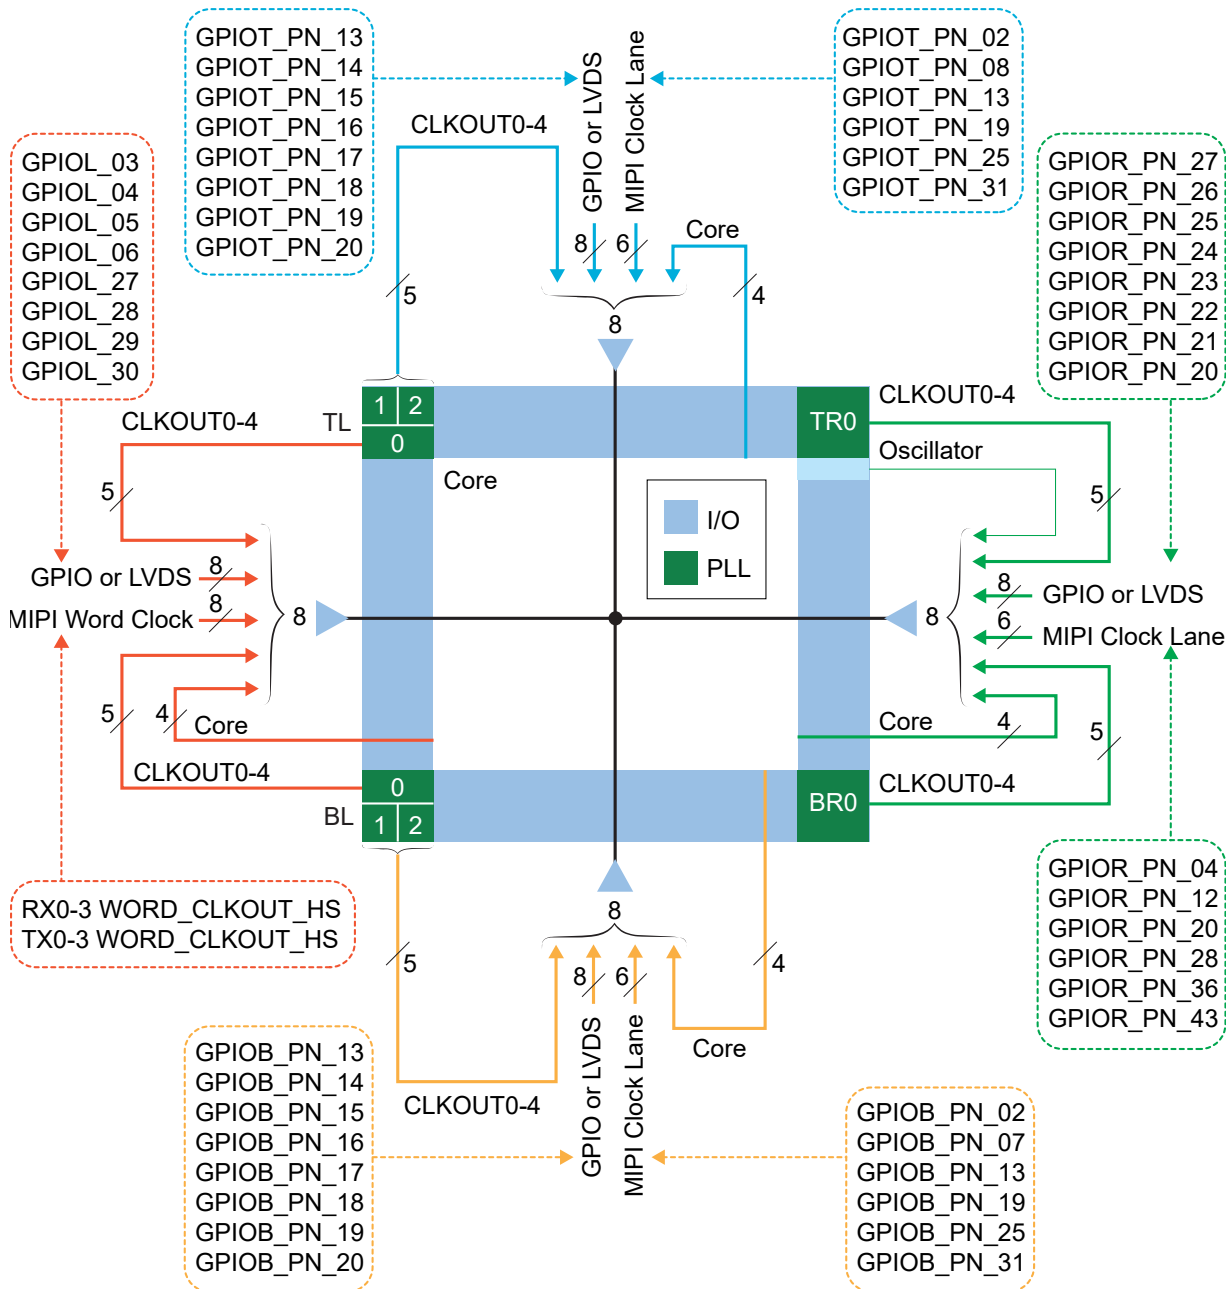 GPIOT_PN_13
GPIOT_PN_14
GPIOT_PN_15
GPIOT_PN_16
GPIOT_PN_17
GPIOT_PN_18
GPIOT_PN_19
GPIOT_PN_20
GPIO or LVDS
MIPI Clock Lane
GPIOT_PN_02
GPIOT_PN_08
GPIOT_PN_13
GPIOT_PN_19
GPIOT_PN_25
GPIOT_PN_31
CLKOUT0-4
5
8
6
Core
4
8
GPIOL_03
GPIOL_04
GPIOL_05
GPIOL_06
GPIOL_27
GPIOL_28
GPIOL_29
GPIOL_30
GPIOR_PN_27
GPIOR_PN_26
GPIOR_PN_25
GPIOR_PN_24
GPIOR_PN_23
GPIOR_PN_22
GPIOR_PN_21
GPIOR_PN_20
CLKOUT0-4
TL
1
2
0
TR0
CLKOUT0-4
Oscillator
Core
5
I/O
PLL
5
GPIO or LVDS
8
MIPI Word Clock
8
8
8
8
GPIO or LVDS
6
MIPI Clock Lane
5
4
Core
CLKOUT0-4
Core
4
5
CLKOUT0-4
BL
0
1
2
BR0
RX0-3 WORD_CLKOUT_HS
TX0-3 WORD_CLKOUT_HS
GPIOR_PN_04
GPIOR_PN_12
GPIOR_PN_20
GPIOR_PN_28
GPIOR_PN_36
GPIOR_PN_43
8
5
8
6
4
CLKOUT0-4
GPIO or LVDS
MIPI Clock Lane
Core
GPIOB_PN_13
GPIOB_PN_14
GPIOB_PN_15
GPIOB_PN_16
GPIOB_PN_17
GPIOB_PN_18
GPIOB_PN_19
GPIOB_PN_20
GPIOB_PN_02
GPIOB_PN_07
GPIOB_PN_13
GPIOB_PN_19
GPIOB_PN_25
GPIOB_PN_31